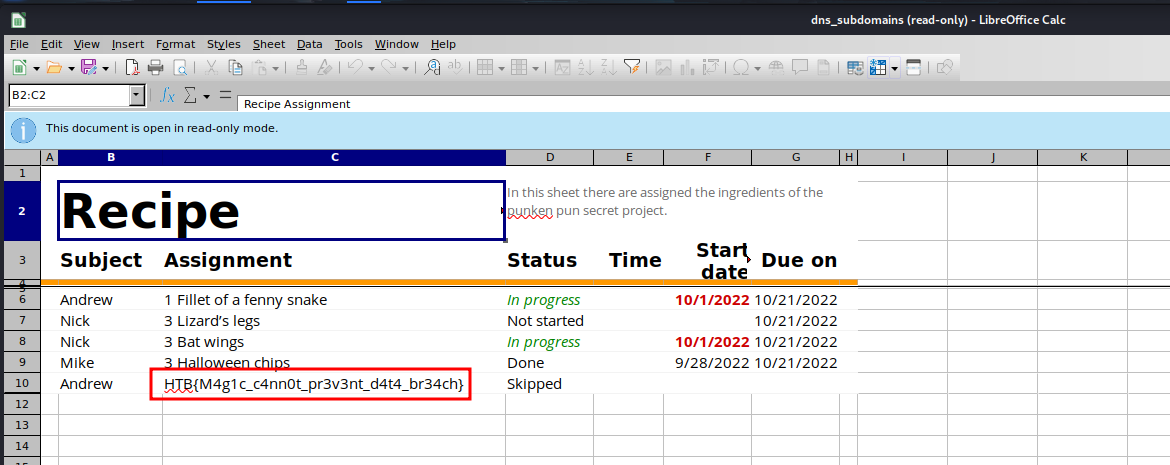 dns_subdomains (read-only) - LibreOffice Calc
File Edit View Insert Format Styles Sheet Data Tools Window Help
B2:C2 Recipe Assignment
This document is open in read-only mode.
A B C D E F G H I J K
1
2 Recipe In this sheet there are assigned the ingredients of the
punken pun secret project.
3 Subject Assignment Status Time Start
date Due on
4
5
6 Andrew 1 Fillet of a fenny snake In progress 10/1/2022 10/21/2022
7 Nick 3 Lizard’s legs Not started 10/21/2022
8 Nick 3 Bat wings In progress 10/1/2022 10/21/2022
9 Mike 3 Halloween chips Done 9/28/2022 10/21/2022
10 Andrew HTB{M4g1c_c4nn0t_pr3v3nt_d4t4_br34ch} Skipped
12
13
14
15